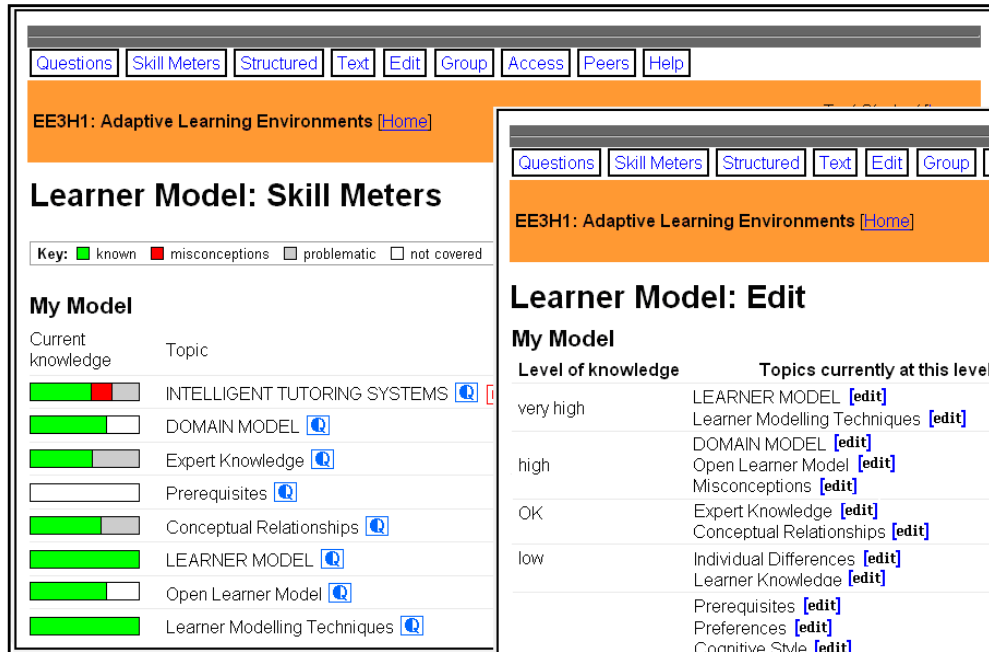 Questions Skill Meters Structured Text Edit Group Access Peers Help
EE3H1: Adaptive Learning Environments [Home]
Learner Model: Skill Meters
Key: known misconceptions problematic not covered
My Model
Current knowledge Topic
INTELLIGENT TUTORING SYSTEMS Q
DOMAIN MODEL Q
Expert Knowledge Q
Prerequisites Q
Conceptual Relationships Q
LEARNER MODEL Q
Open Learner Model Q
Learner Modelling Techniques Q
Questions Skill Meters Structured Text Edit Group
EE3H1: Adaptive Learning Environments [Home]
Learner Model: Edit
My Model
Level of knowledge Topics currently at this level
very high LEARNER MODEL [edit]
Learner Modelling Techniques [edit]
high DOMAIN MODEL [edit]
Open Learner Model [edit]
Misconceptions [edit]
OK Expert Knowledge [edit]
Conceptual Relationships [edit]
low Individual Differences [edit]
Learner Knowledge [edit]
Prerequisites [edit]
Preferences [edit]
Cognitive Style [edit]